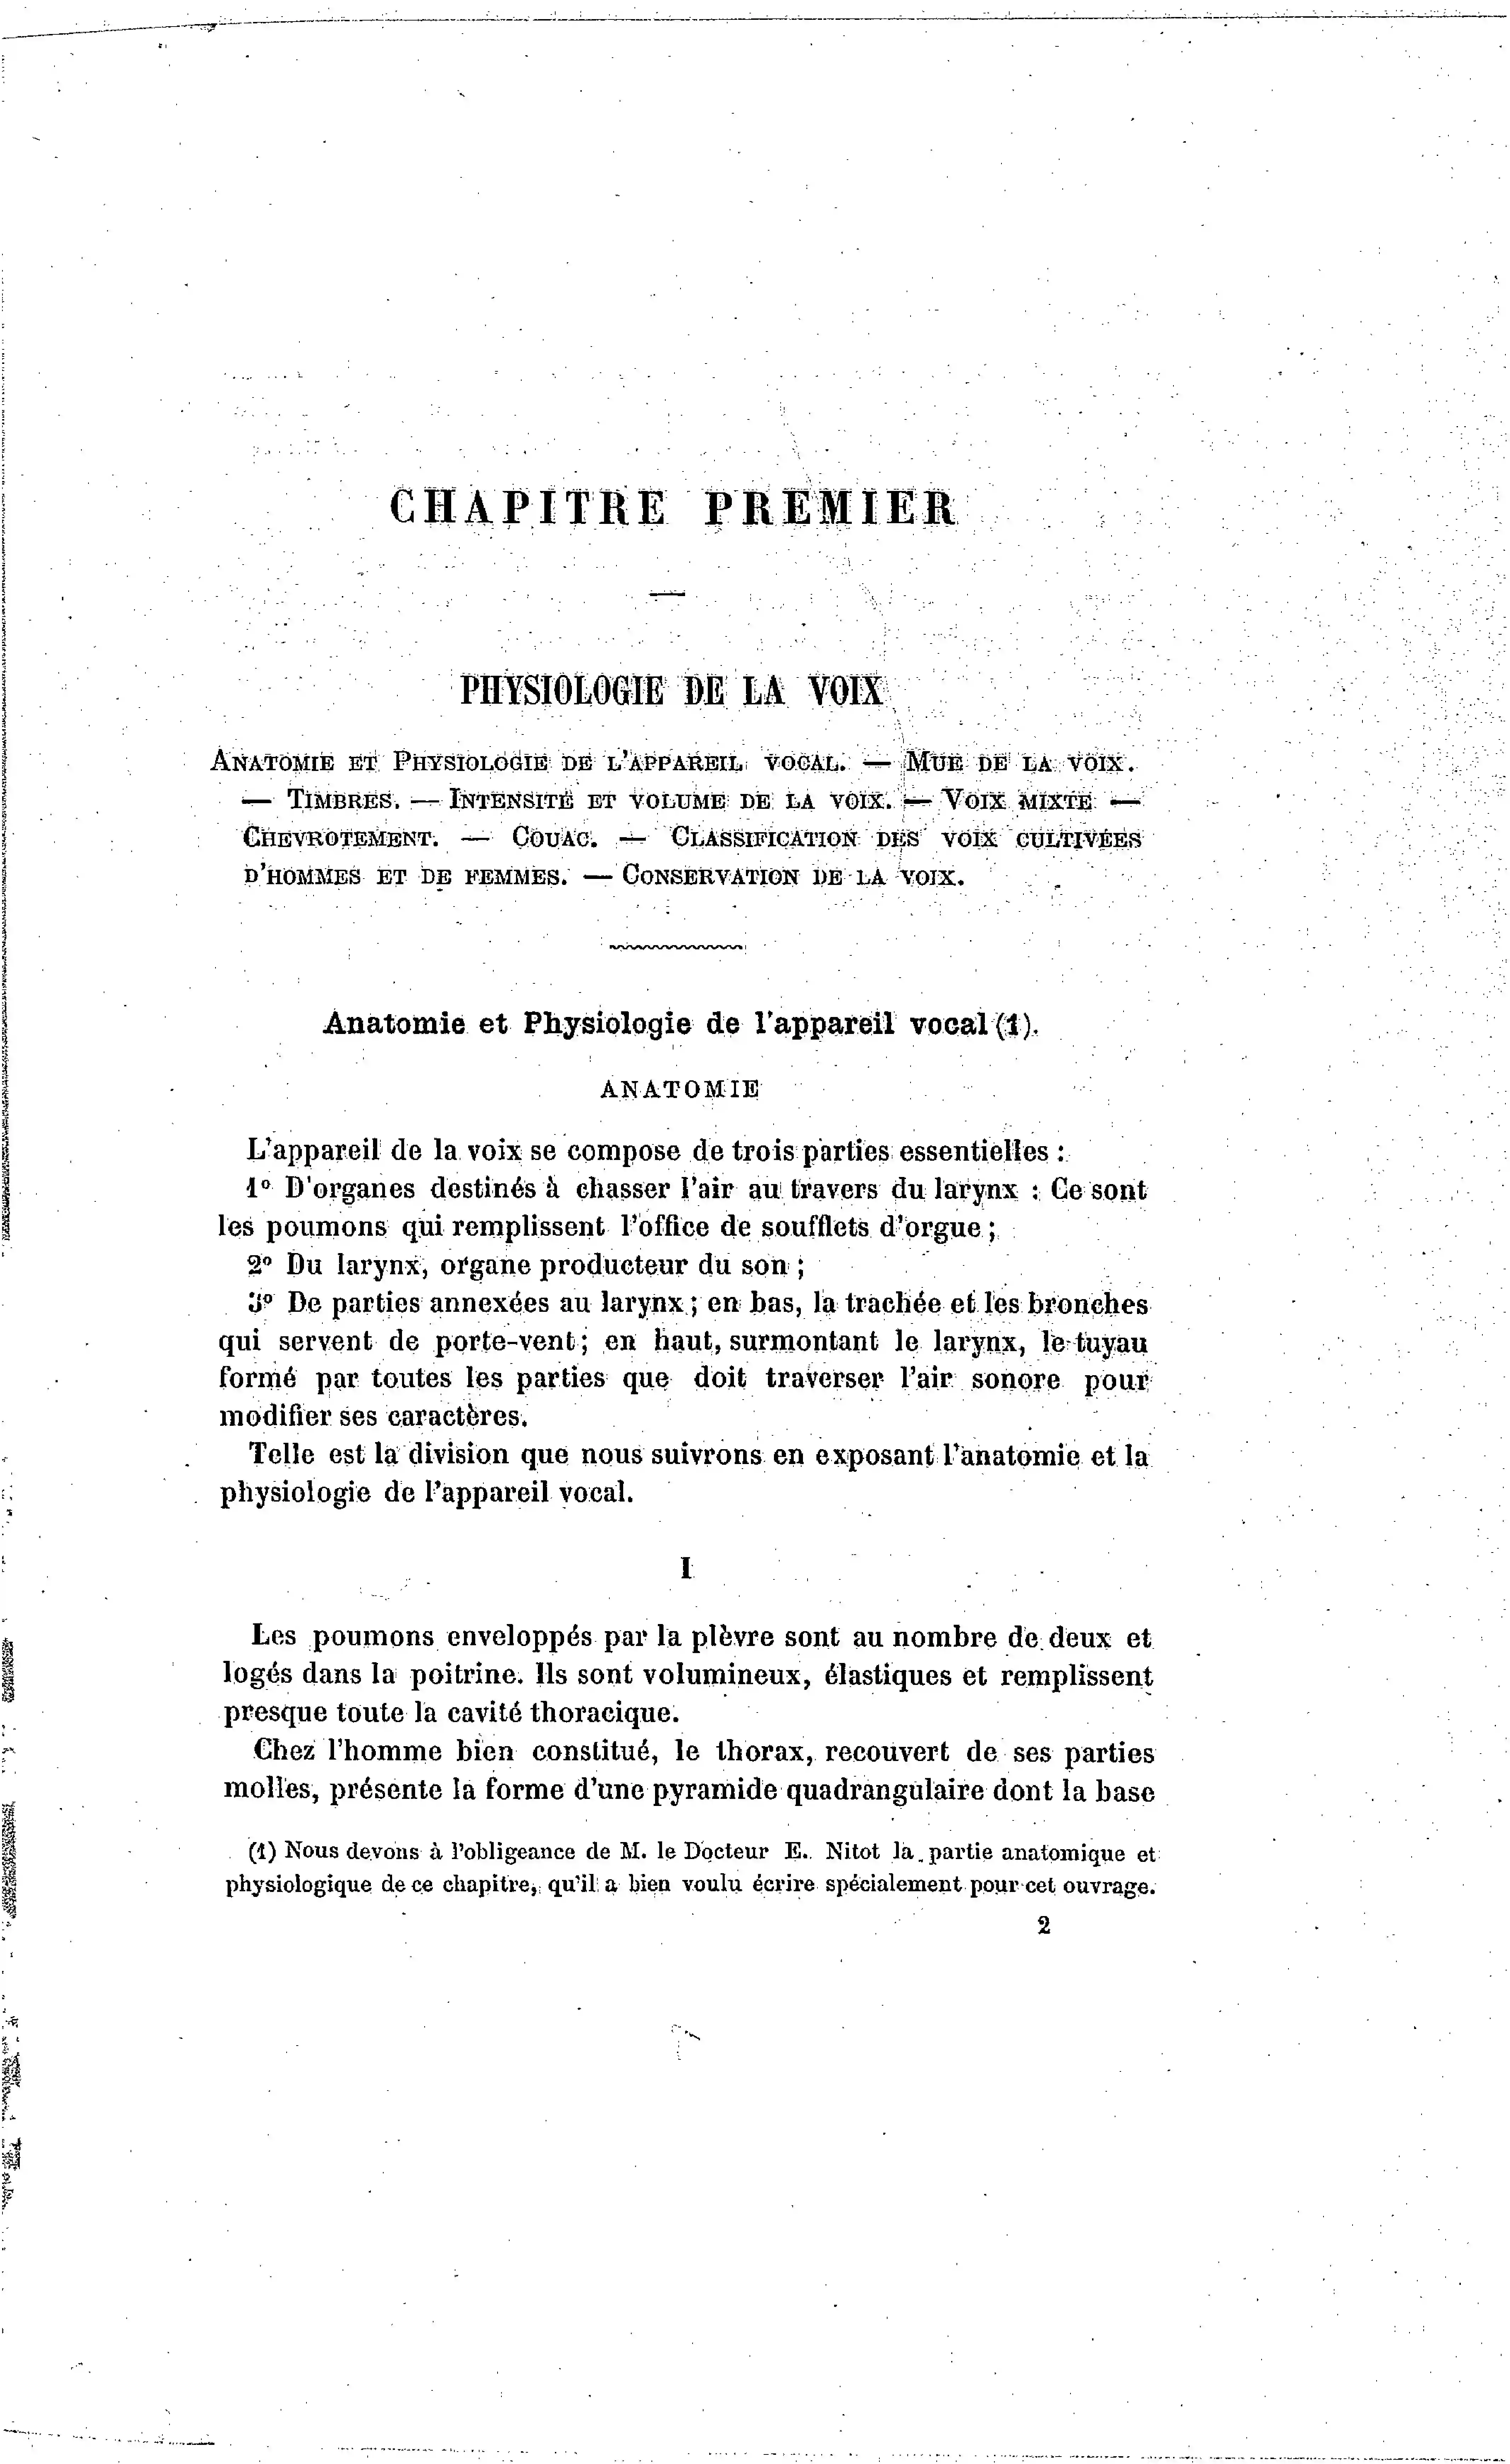 CHAPITRE PREMIER
PHYSIOLOGIE DE LA VOIX
ANATOMIE ET PHYSIOLOGIE DE L'APPAREIL VOCAL. — MUE DE LA VOIX.
— TIMBRES. — INTENSITÉ ET VOLUME DE LA VOIX. — VOIX MIXTE —
CHEVROTEMENT. — COUAC. — CLASSIFICATION DES VOIX CULTIVÉES
D'HOMMES ET DE FEMMES. — CONSERVATION DE LA VOIX.
Anatomie et Physiologie de l'appareil vocal (1).
ANATOMIE
L'appareil de la voix se compose de trois parties essentielles :
1° D'organes destinés à chasser l'air au travers du larynx : Ce sont
les poumons qui remplissent l'office de soufflets d'orgue ;
2° Du larynx, organe producteur du son ;
3° De parties annexées au larynx ; en bas, la trachée et les bronches
qui servent de porte-vent ; en haut, surmontant le larynx, le tuyau
formé par toutes les parties que doit traverser l'air sonore pour
modifier ses caractères.
Telle est la division que nous suivrons en exposant l'anatomie et la
physiologie de l'appareil vocal.
I
Les poumons enveloppés par la plèvre sont au nombre de deux et
logés dans la poitrine. Ils sont volumineux, élastiques et remplissent
presque toute la cavité thoracique.
Chez l'homme bien constitué, le thorax, recouvert de ses parties
molles, présente la forme d'une pyramide quadrangulaire dont la base
(1) Nous devons à l'obligeance de M. le Docteur E. Nitot la partie anatomique et
physiologique de ce chapitre, qu'il a bien voulu écrire spécialement pour cet ouvrage.
2